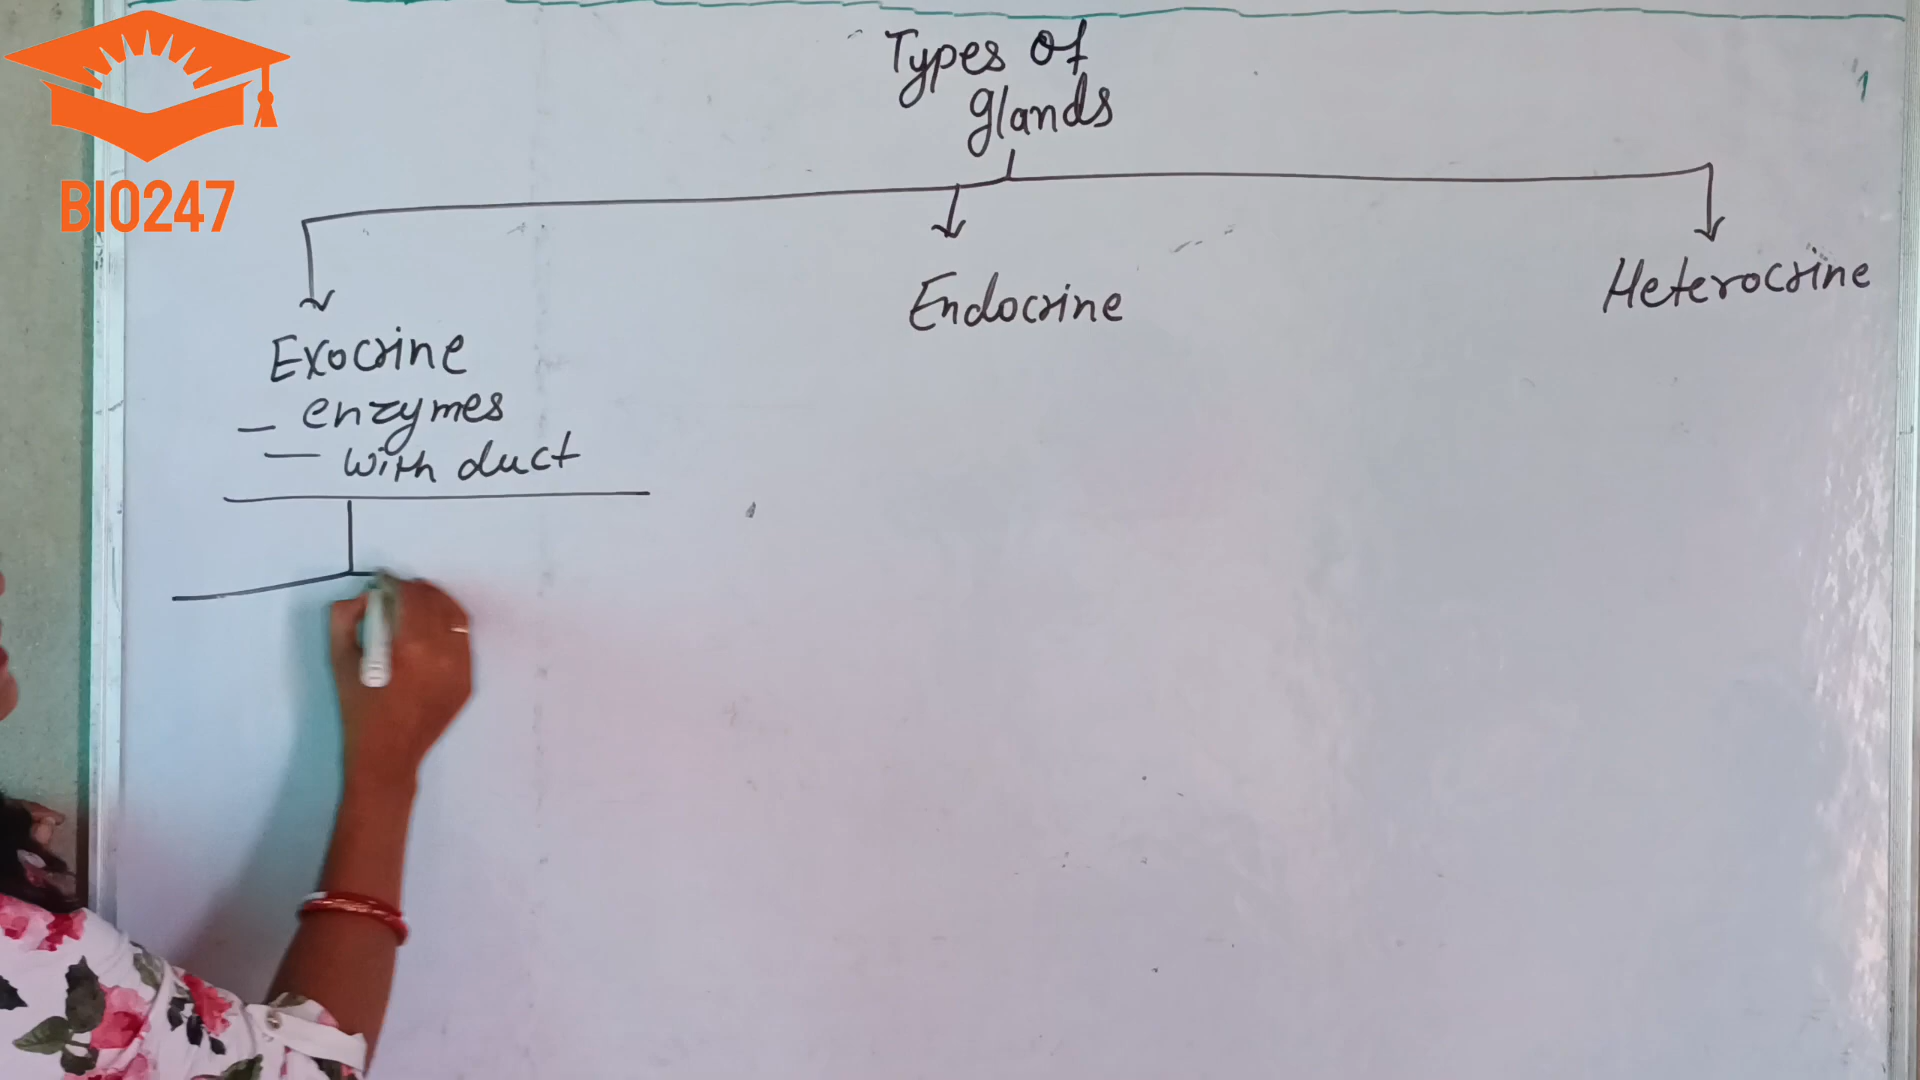 BIO247
Types of
glands
1
Exocrine
Endocrine
Heterocrine
– enzymes
– with duct